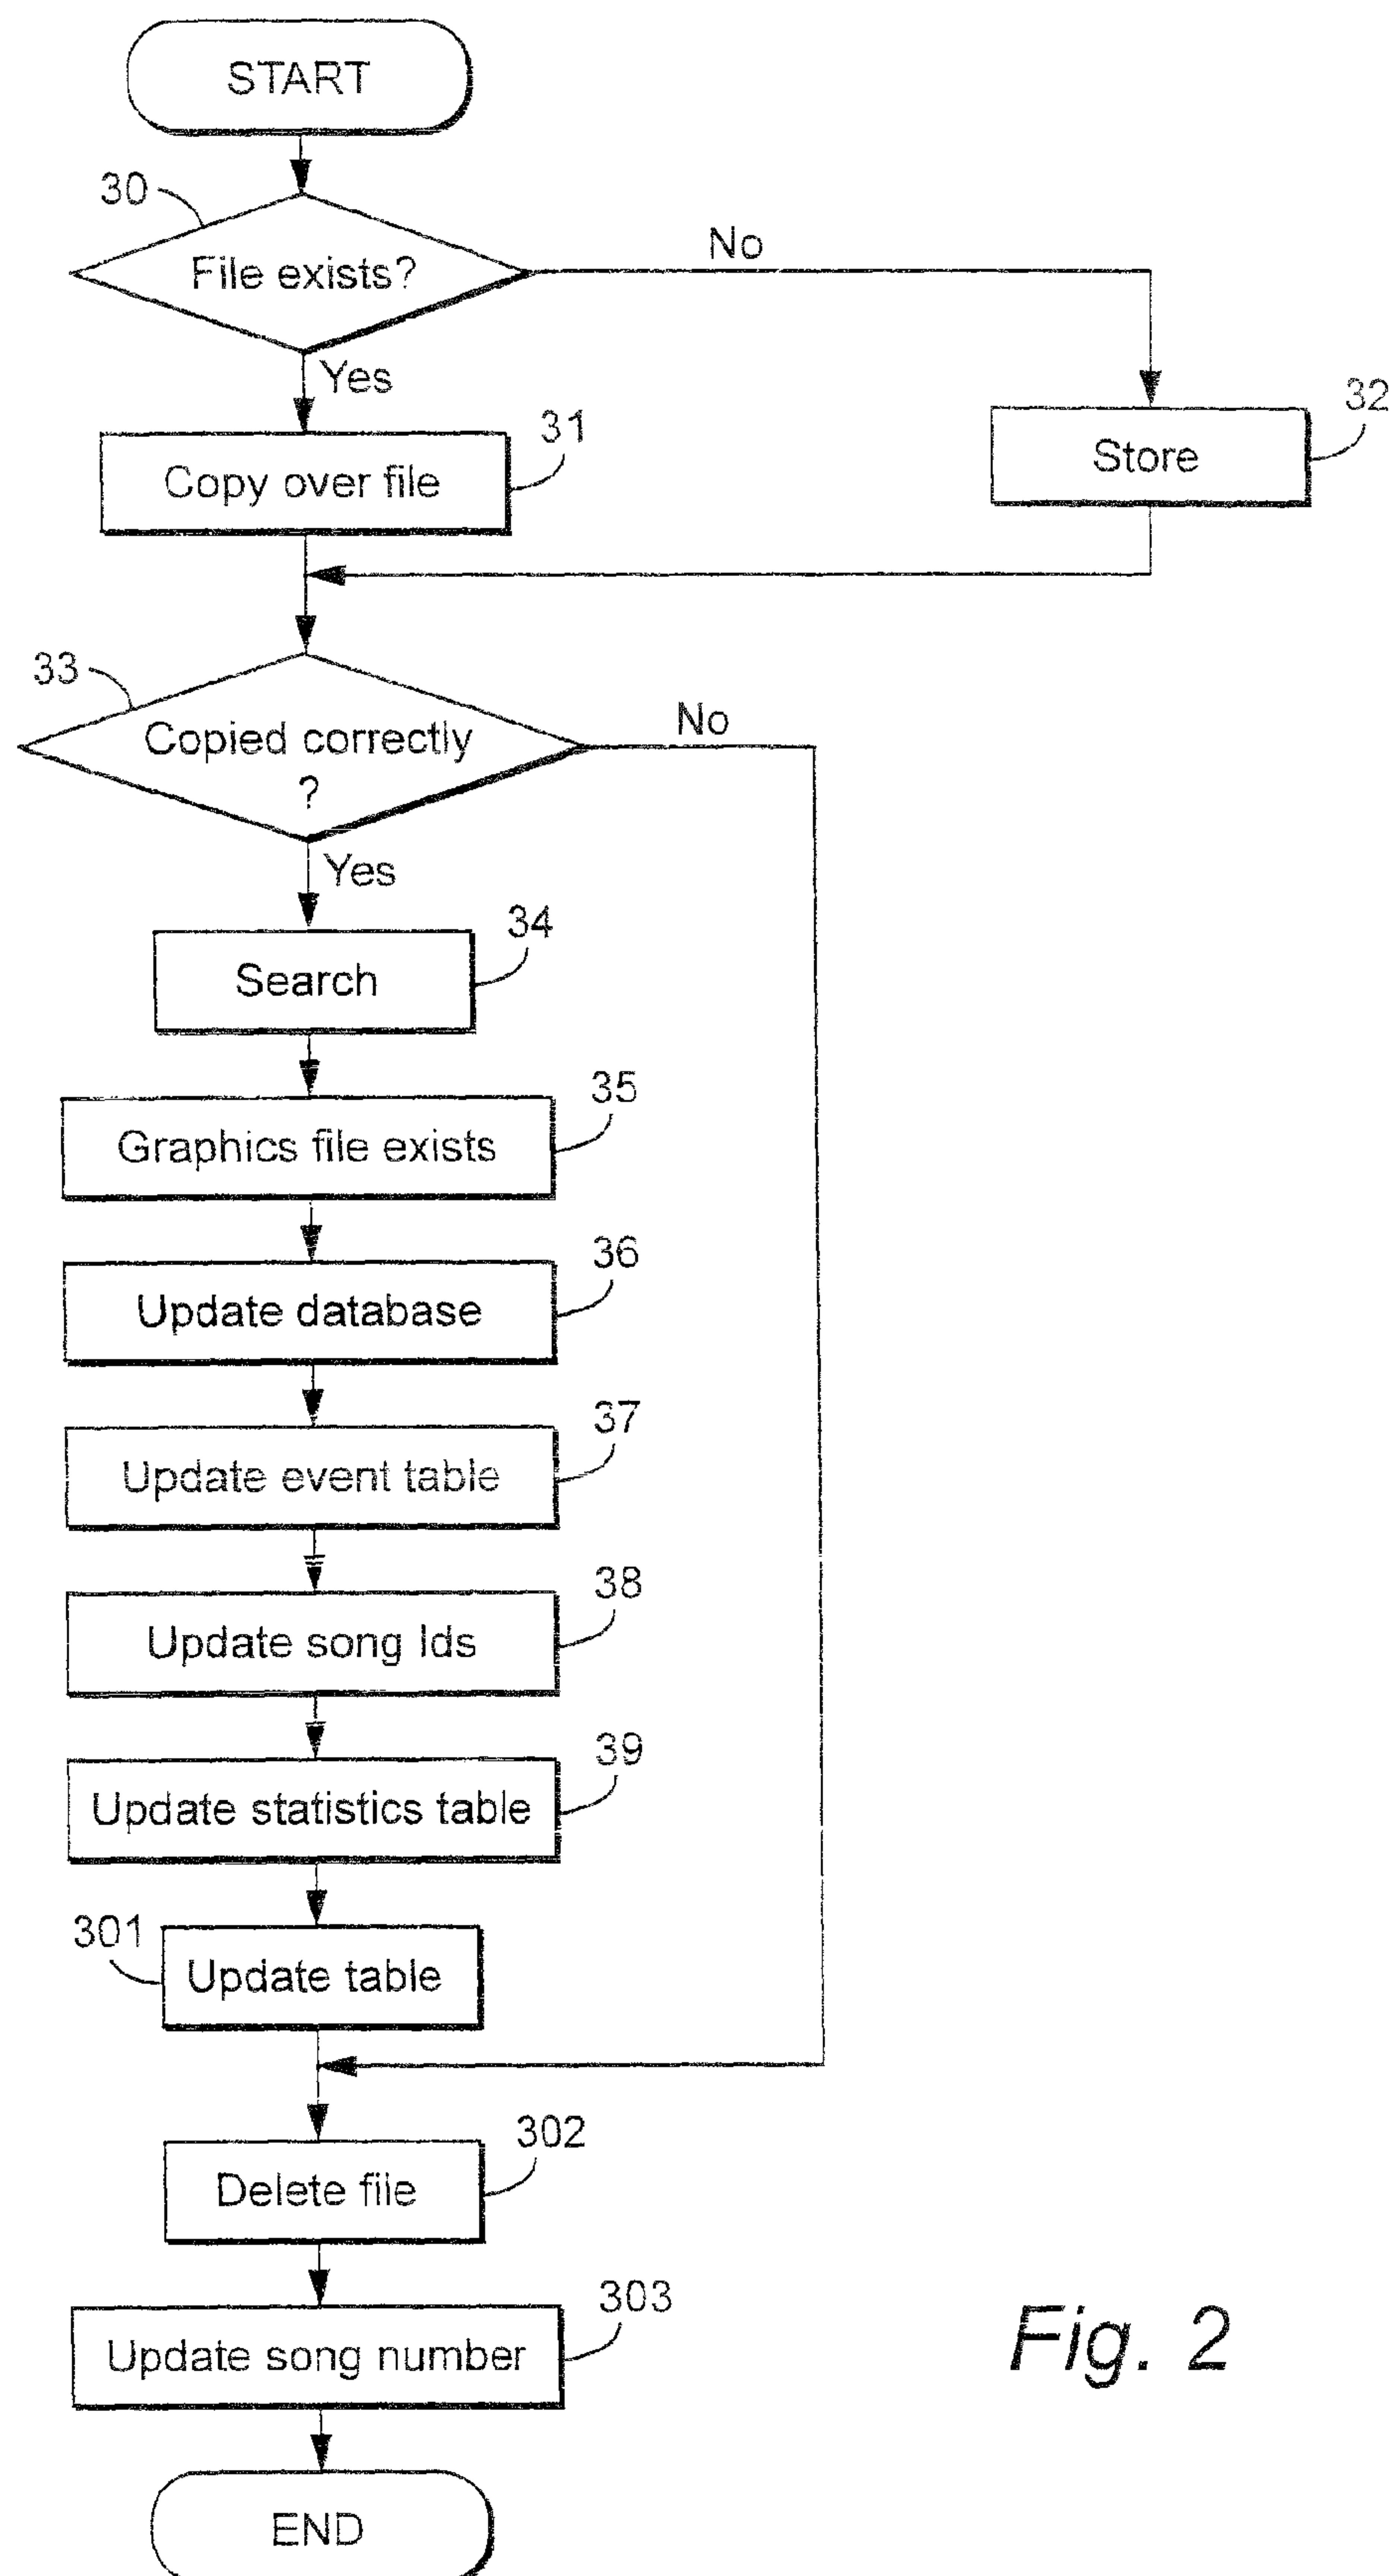 START
30
File exists?
No
Yes
31
Copy over file
32
Store
33
Copied correctly
?
No
Yes
34
Search
35
Graphics file exists
36
Update database
37
Update event table
38
Update song Ids
39
Update statistics table
301
Update table
302
Delete file
303
Update song number
END
Fig. 2